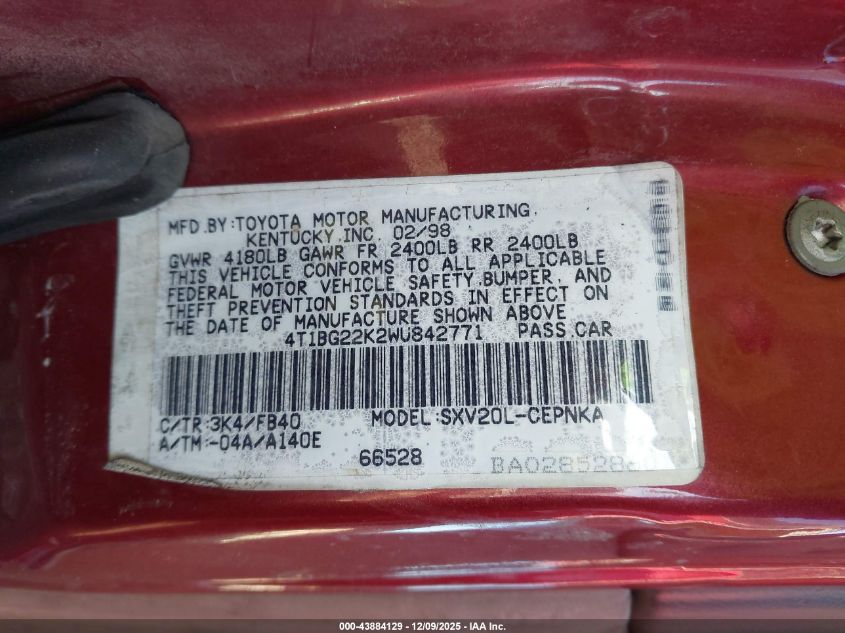 MFD.BY:TOYOTA MOTOR MANUFACTURING,
KENTUCKY,INC 02/98
GVWR 4180LB GAWR FR 2400LB RR 2400LB
THIS VEHICLE CONFORMS TO ALL APPLICABLE
FEDERAL MOTOR VEHICLE SAFETY,BUMPER, AND
THEFT PREVENTION STANDARDS IN EFFECT ON
THE DATE OF MANUFACTURE SHOWN ABOVE
4T1BG22K2WU842771 PASS.CAR
C/TR:3K4/FB40 MODEL:SXV20L-CEPNKA
A/TM:-04A/A140E
66528
000-43884129 - 12/09/2025 - IAA Inc.